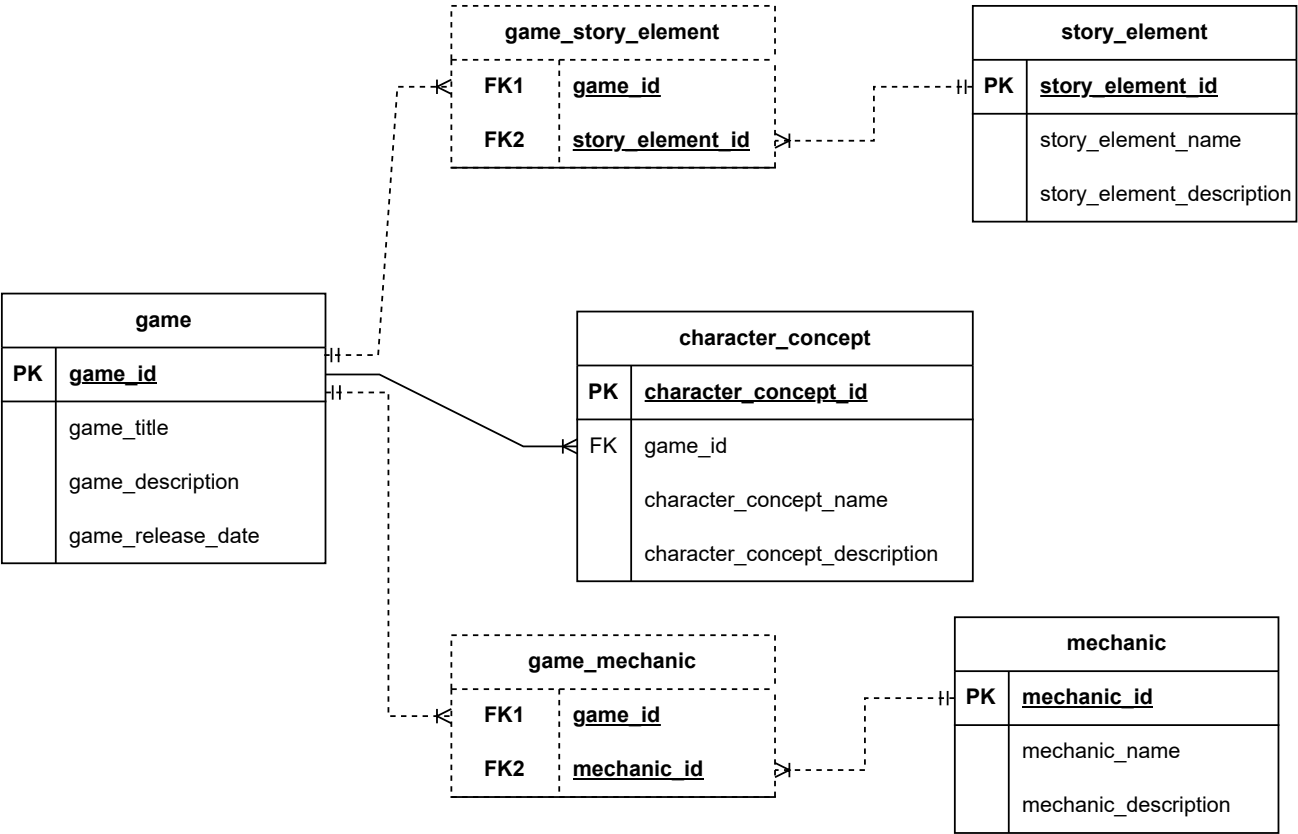 game_story_element
FK1 game_id
FK2 story_element_id
story_element
PK story_element_id
story_element_name
story_element_description
game
PK game_id
game_title
game_description
game_release_date
character_concept
PK character_concept_id
FK game_id
character_concept_name
character_concept_description
game_mechanic
FK1 game_id
FK2 mechanic_id
mechanic
PK mechanic_id
mechanic_name
mechanic_description